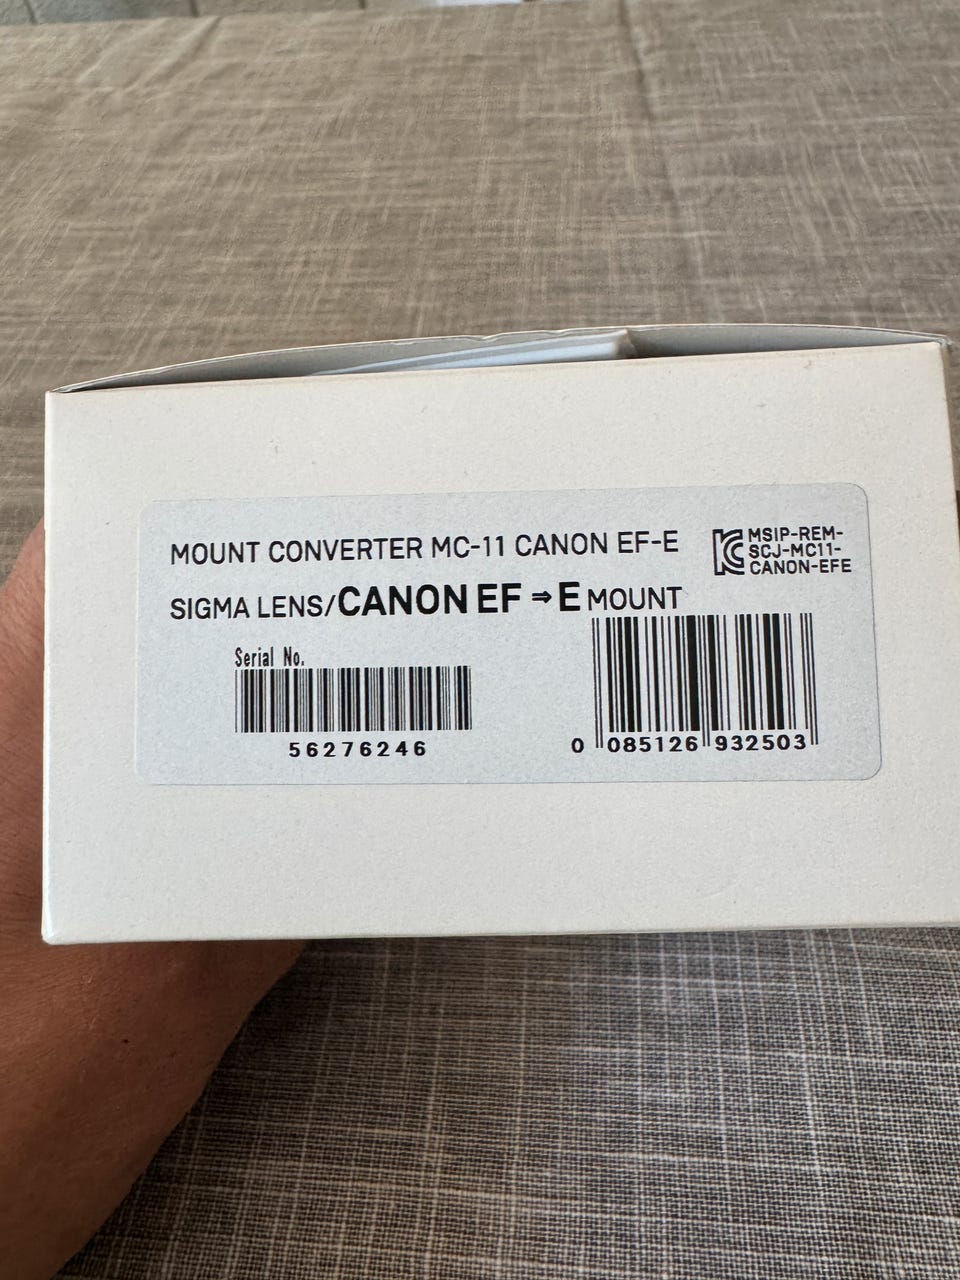 MOUNT CONVERTER MC-11 CANON EF-E
MSIP-REM-
SCJ-MC11-
CANON-EFE
SIGMA LENS/CANON EF ⇒ E MOUNT
Serial No.
56276246
0 085126 932503